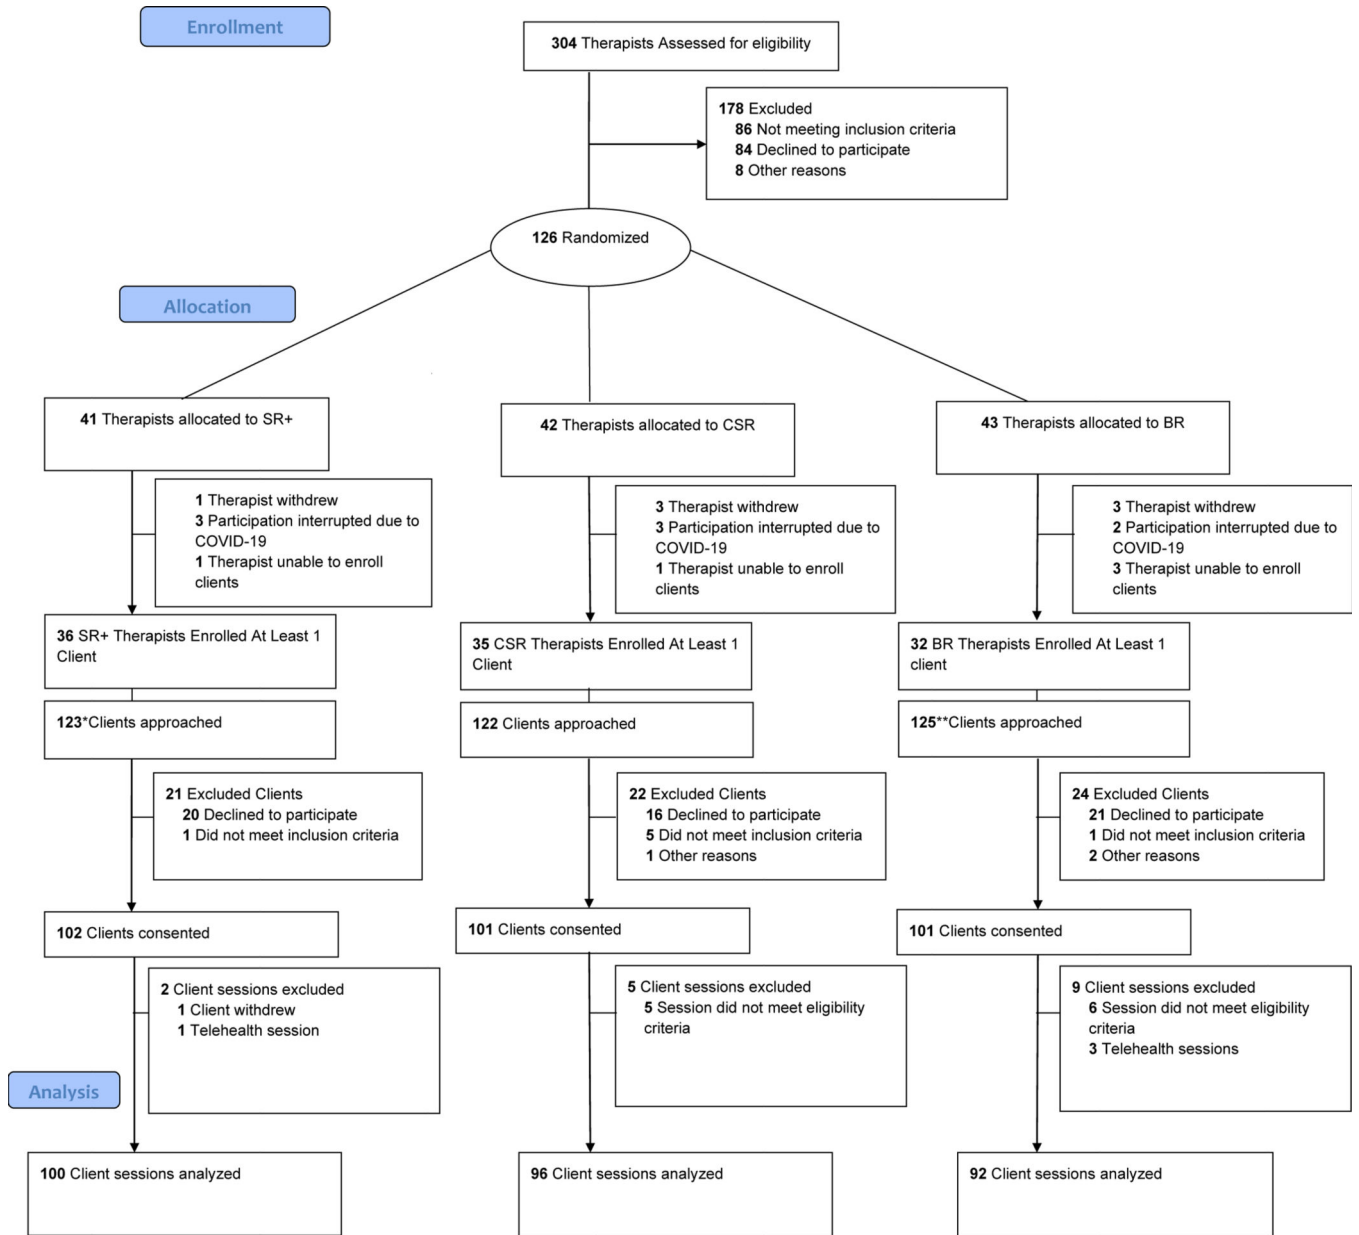 Enrollment
304 Therapists Assessed for eligibility
178 Excluded
86 Not meeting inclusion criteria
84 Declined to participate
8 Other reasons
126 Randomized
Allocation
41 Therapists allocated to SR+
42 Therapists allocated to CSR
43 Therapists allocated to BR
1 Therapist withdrew
3 Participation interrupted due to
COVID-19
1 Therapist unable to enroll
clients
3 Therapist withdrew
3 Participation interrupted due to
COVID-19
1 Therapist unable to enroll
clients
3 Therapist withdrew
2 Participation interrupted due to
COVID-19
3 Therapist unable to enroll
clients
36 SR+ Therapists Enrolled At Least 1
Client
35 CSR Therapists Enrolled At Least 1
Client
32 BR Therapists Enrolled At Least 1
client
123*Clients approached
122 Clients approached
125**Clients approached
21 Excluded Clients
20 Declined to participate
1 Did not meet inclusion criteria
22 Excluded Clients
16 Declined to participate
5 Did not meet inclusion criteria
1 Other reasons
24 Excluded Clients
21 Declined to participate
1 Did not meet inclusion criteria
2 Other reasons
102 Clients consented
101 Clients consented
101 Clients consented
2 Client sessions excluded
1 Client withdrew
1 Telehealth session
5 Client sessions excluded
5 Session did not meet eligibility
criteria
9 Client sessions excluded
6 Session did not meet eligibility
criteria
3 Telehealth sessions
Analysis
100 Client sessions analyzed
96 Client sessions analyzed
92 Client sessions analyzed